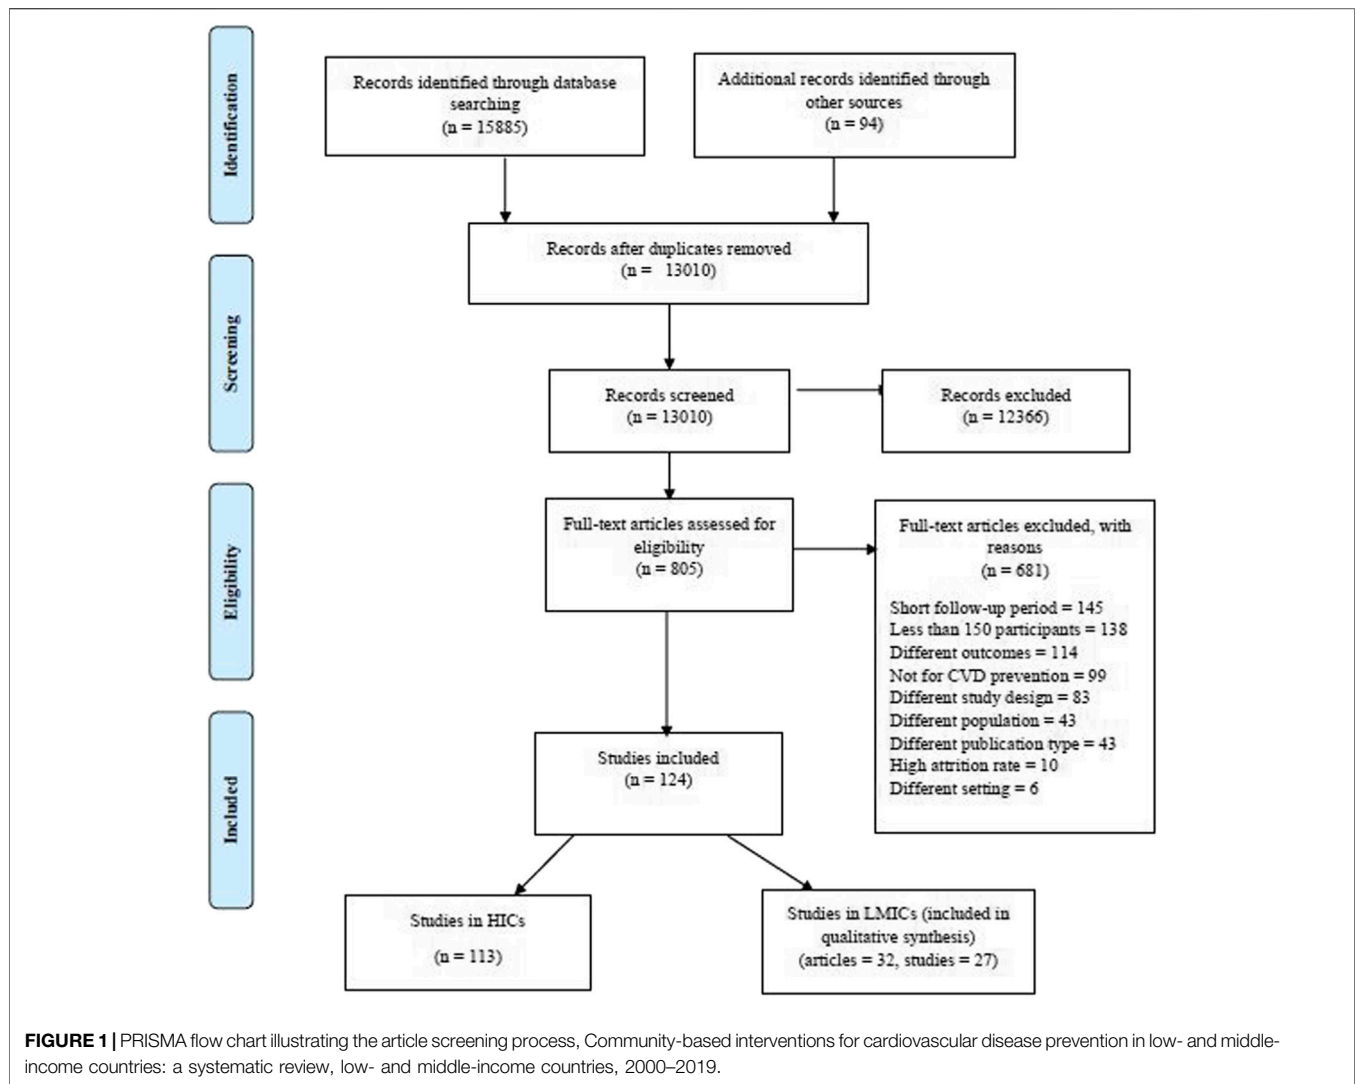 Identification
Records identified through database
searching
(n = 15885)
Additional records identified through
other sources
(n = 94)
Records after duplicates removed
(n = 13010)
Screening
Records screened
(n = 13010)
Records excluded
(n = 12366)
Eligibility
Full-text articles assessed for
eligibility
(n = 805)
Full-text articles excluded, with
reasons
(n = 681)
Short follow-up period = 145
Less than 150 participants = 138
Different outcomes = 114
Not for CVD prevention = 99
Different study design = 83
Different population = 43
Different publication type = 43
High attrition rate = 10
Different setting = 6
Included
Studies included
(n = 124)
Studies in HICs
(n = 113)
Studies in LMICs (included in
qualitative synthesis)
(articles = 32, studies = 27)
FIGURE 1 | PRISMA flow chart illustrating the article screening process, Community-based interventions for cardiovascular disease prevention in low- and middle-
income countries: a systematic review, low- and middle-income countries, 2000–2019.